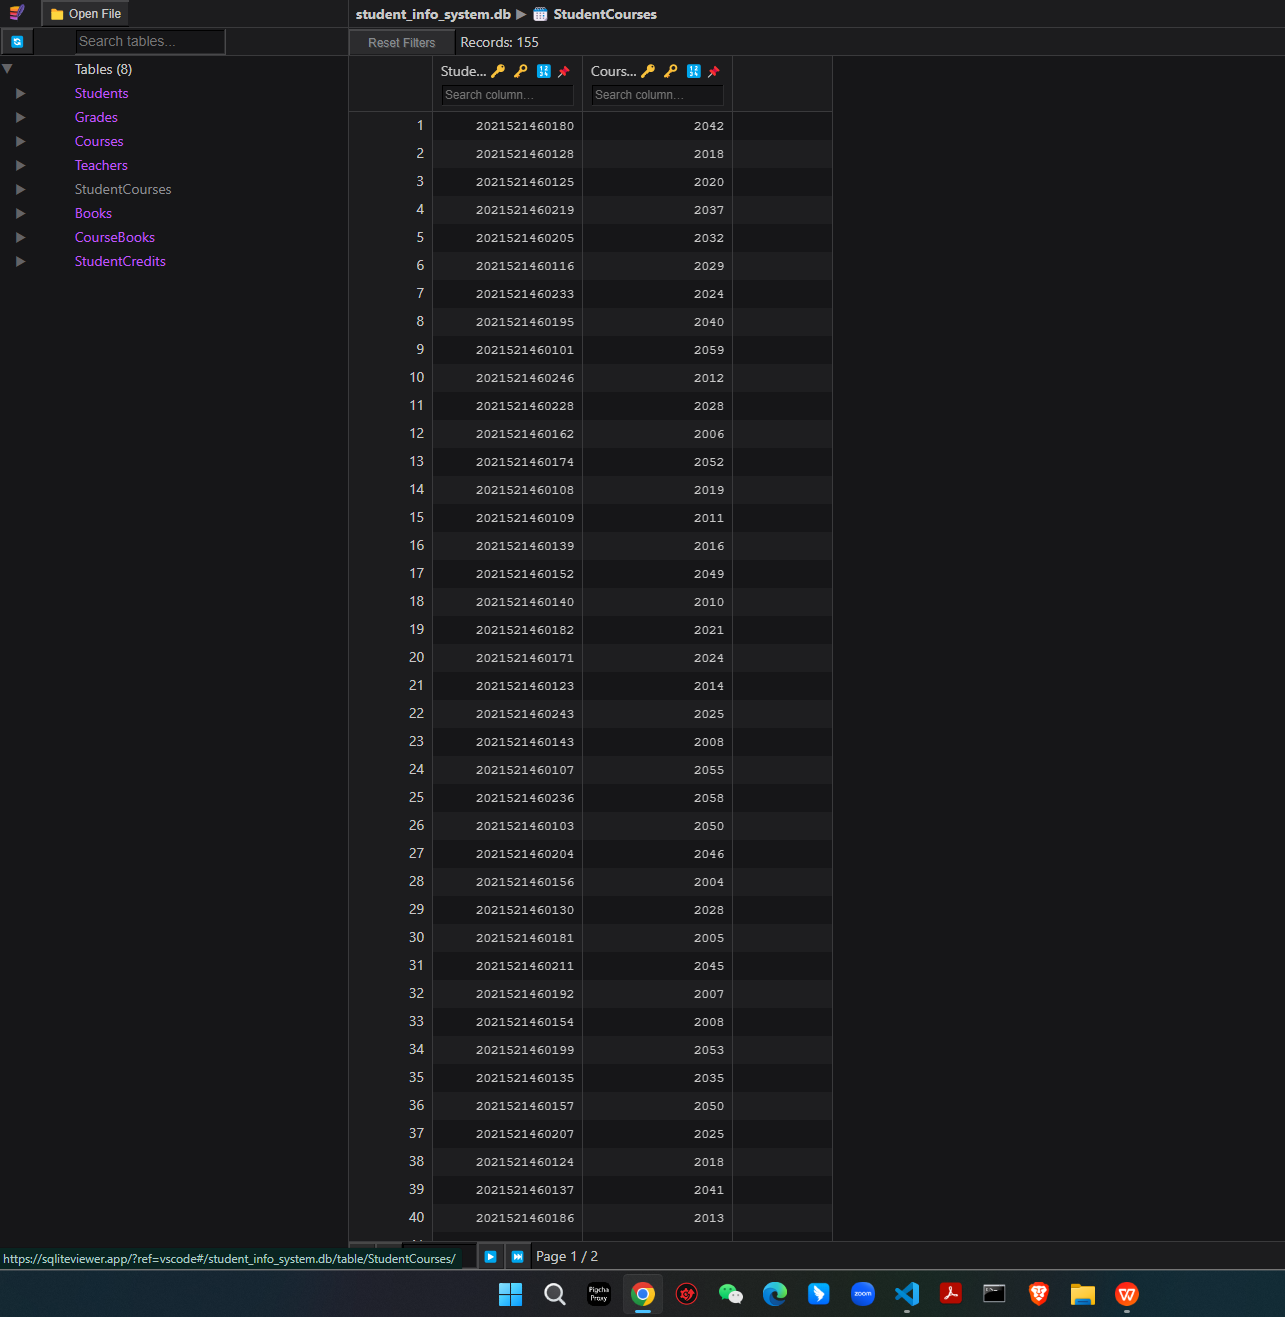 Open File
student_info_system.db ▶ StudentCourses
Search tables...
Reset Filters
Records: 155
Tables (8)
Students
Grades
Courses
Teachers
StudentCourses
Books
CourseBooks
StudentCredits
Stude...
Cours...
Search column...
Search column...
1 2021521460180 2042
2 2021521460128 2018
3 2021521460125 2020
4 2021521460219 2037
5 2021521460205 2032
6 2021521460116 2029
7 2021521460233 2024
8 2021521460195 2040
9 2021521460101 2059
10 2021521460246 2012
11 2021521460228 2028
12 2021521460162 2006
13 2021521460174 2052
14 2021521460108 2019
15 2021521460109 2011
16 2021521460139 2016
17 2021521460152 2049
18 2021521460140 2010
19 2021521460182 2021
20 2021521460171 2024
21 2021521460123 2014
22 2021521460243 2025
23 2021521460143 2008
24 2021521460107 2055
25 2021521460236 2058
26 2021521460103 2050
27 2021521460204 2046
28 2021521460156 2004
29 2021521460130 2028
30 2021521460181 2005
31 2021521460211 2045
32 2021521460192 2007
33 2021521460154 2008
34 2021521460199 2053
35 2021521460135 2035
36 2021521460157 2050
37 2021521460207 2025
38 2021521460124 2018
39 2021521460137 2041
40 2021521460186 2013
https://sqliteviewer.app/?ref=vscode#/student_info_system.db/table/StudentCourses/
Page 1 / 2
Figcha
Proxy
zoom